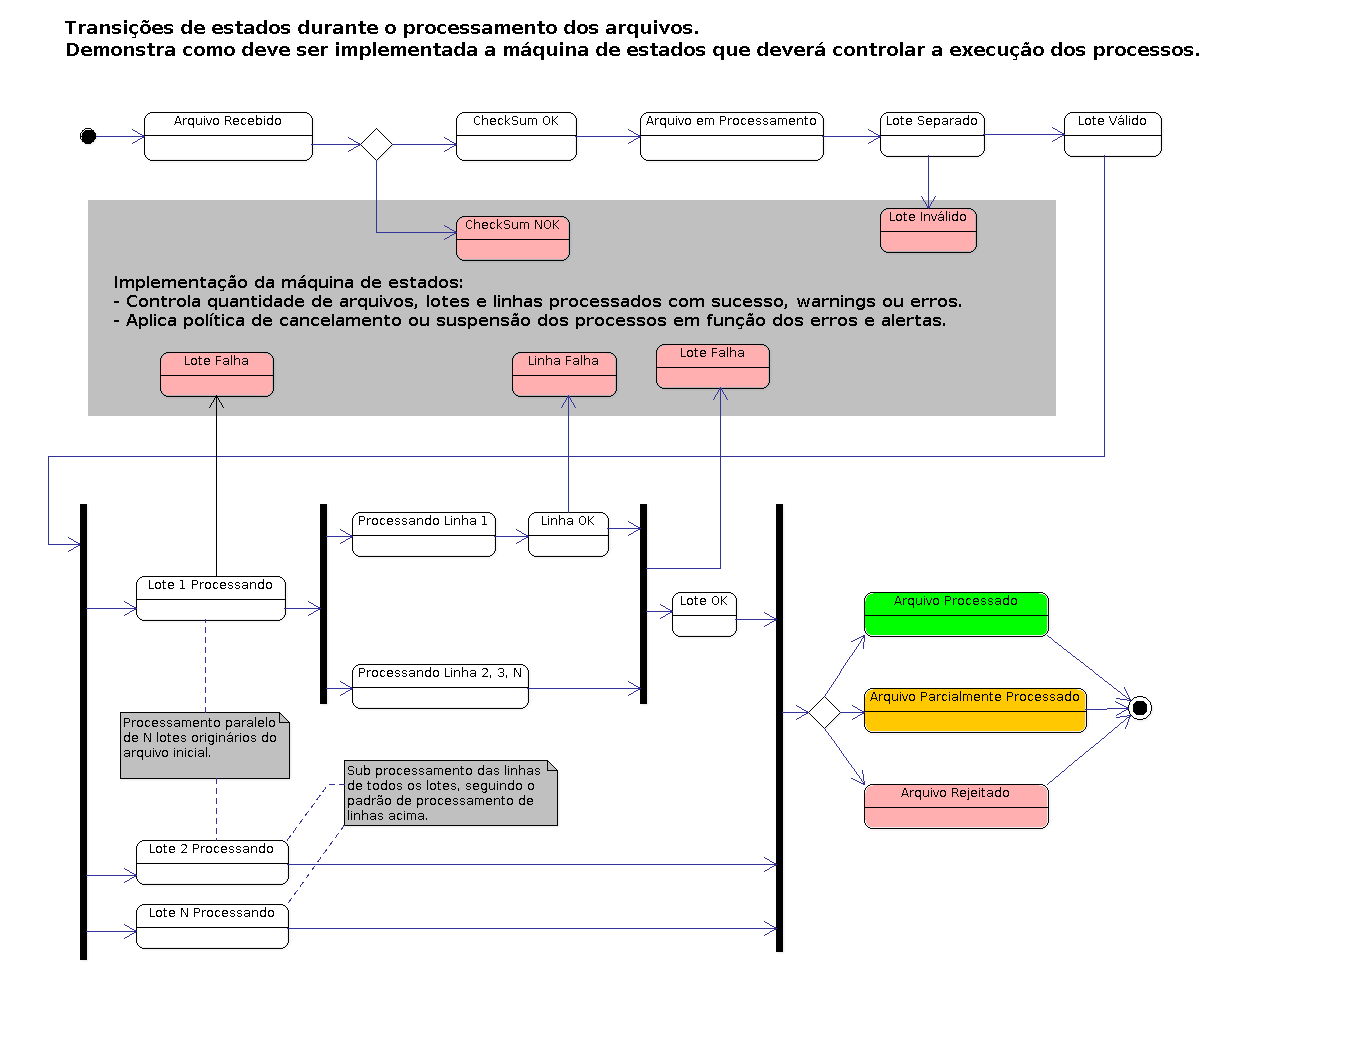 Transições de estados durante o processamento dos arquivos.
Demonstra como deve ser implementada a máquina de estados que deverá controlar a execução dos processos.
Arquivo Recebido
CheckSum OK
Arquivo em Processamento
Lote Separado
Lote Válido
CheckSum NOK
Lote Inválido
Implementação da máquina de estados:
- Controla quantidade de arquivos, lotes e linhas processados com sucesso, warnings ou erros.
- Aplica política de cancelamento ou suspensão dos processos em função dos erros e alertas.
Lote Falha
Linha Falha
Lote Falha
Processando Linha 1
Linha OK
Lote 1 Processando
Lote OK
Arquivo Processado
Processando Linha 2, 3, N
Arquivo Parcialmente Processado
Processamento paralelo
de N lotes originários do
arquivo inicial.
Sub processamento das linhas
de todos os lotes, seguindo o
padrão de processamento de
linhas acima.
Arquivo Rejeitado
Lote 2 Processando
Lote N Processando